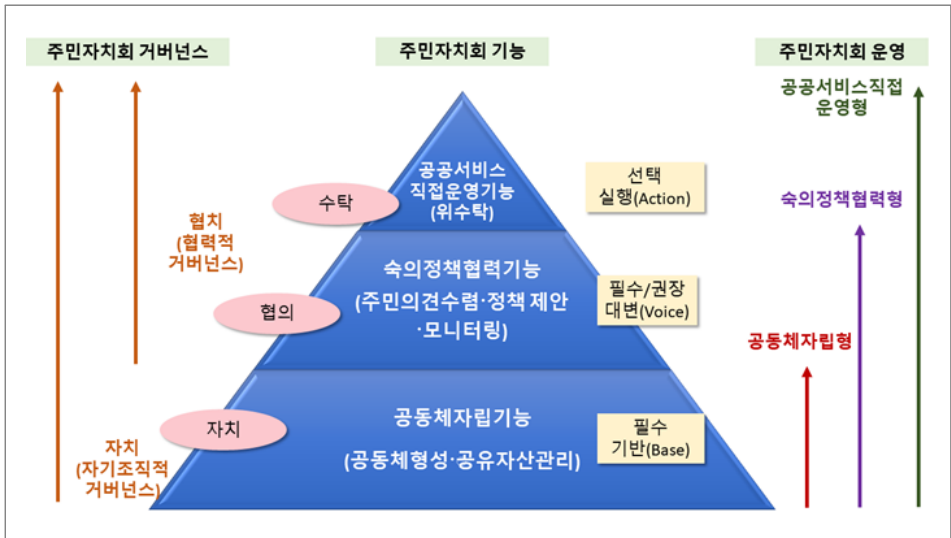 주민자치회 거버넌스
주민자치회 기능
주민자치회 운영
공공서비스직접
운영형
공공서비스
직접운영기능
(위수탁)
선택
실행(Action)
수탁
숙의정책협력형
협치
(협력적
거버넌스)
숙의정책협력기능
(주민의견수렴·정책 제안
·모니터링)
필수/권장
대변(Voice)
협의
공동체자립형
공동체자립기능
(공동체형성·공유자산관리)
필수
기반(Base)
자치
자치
(자기조직적
거버넌스)